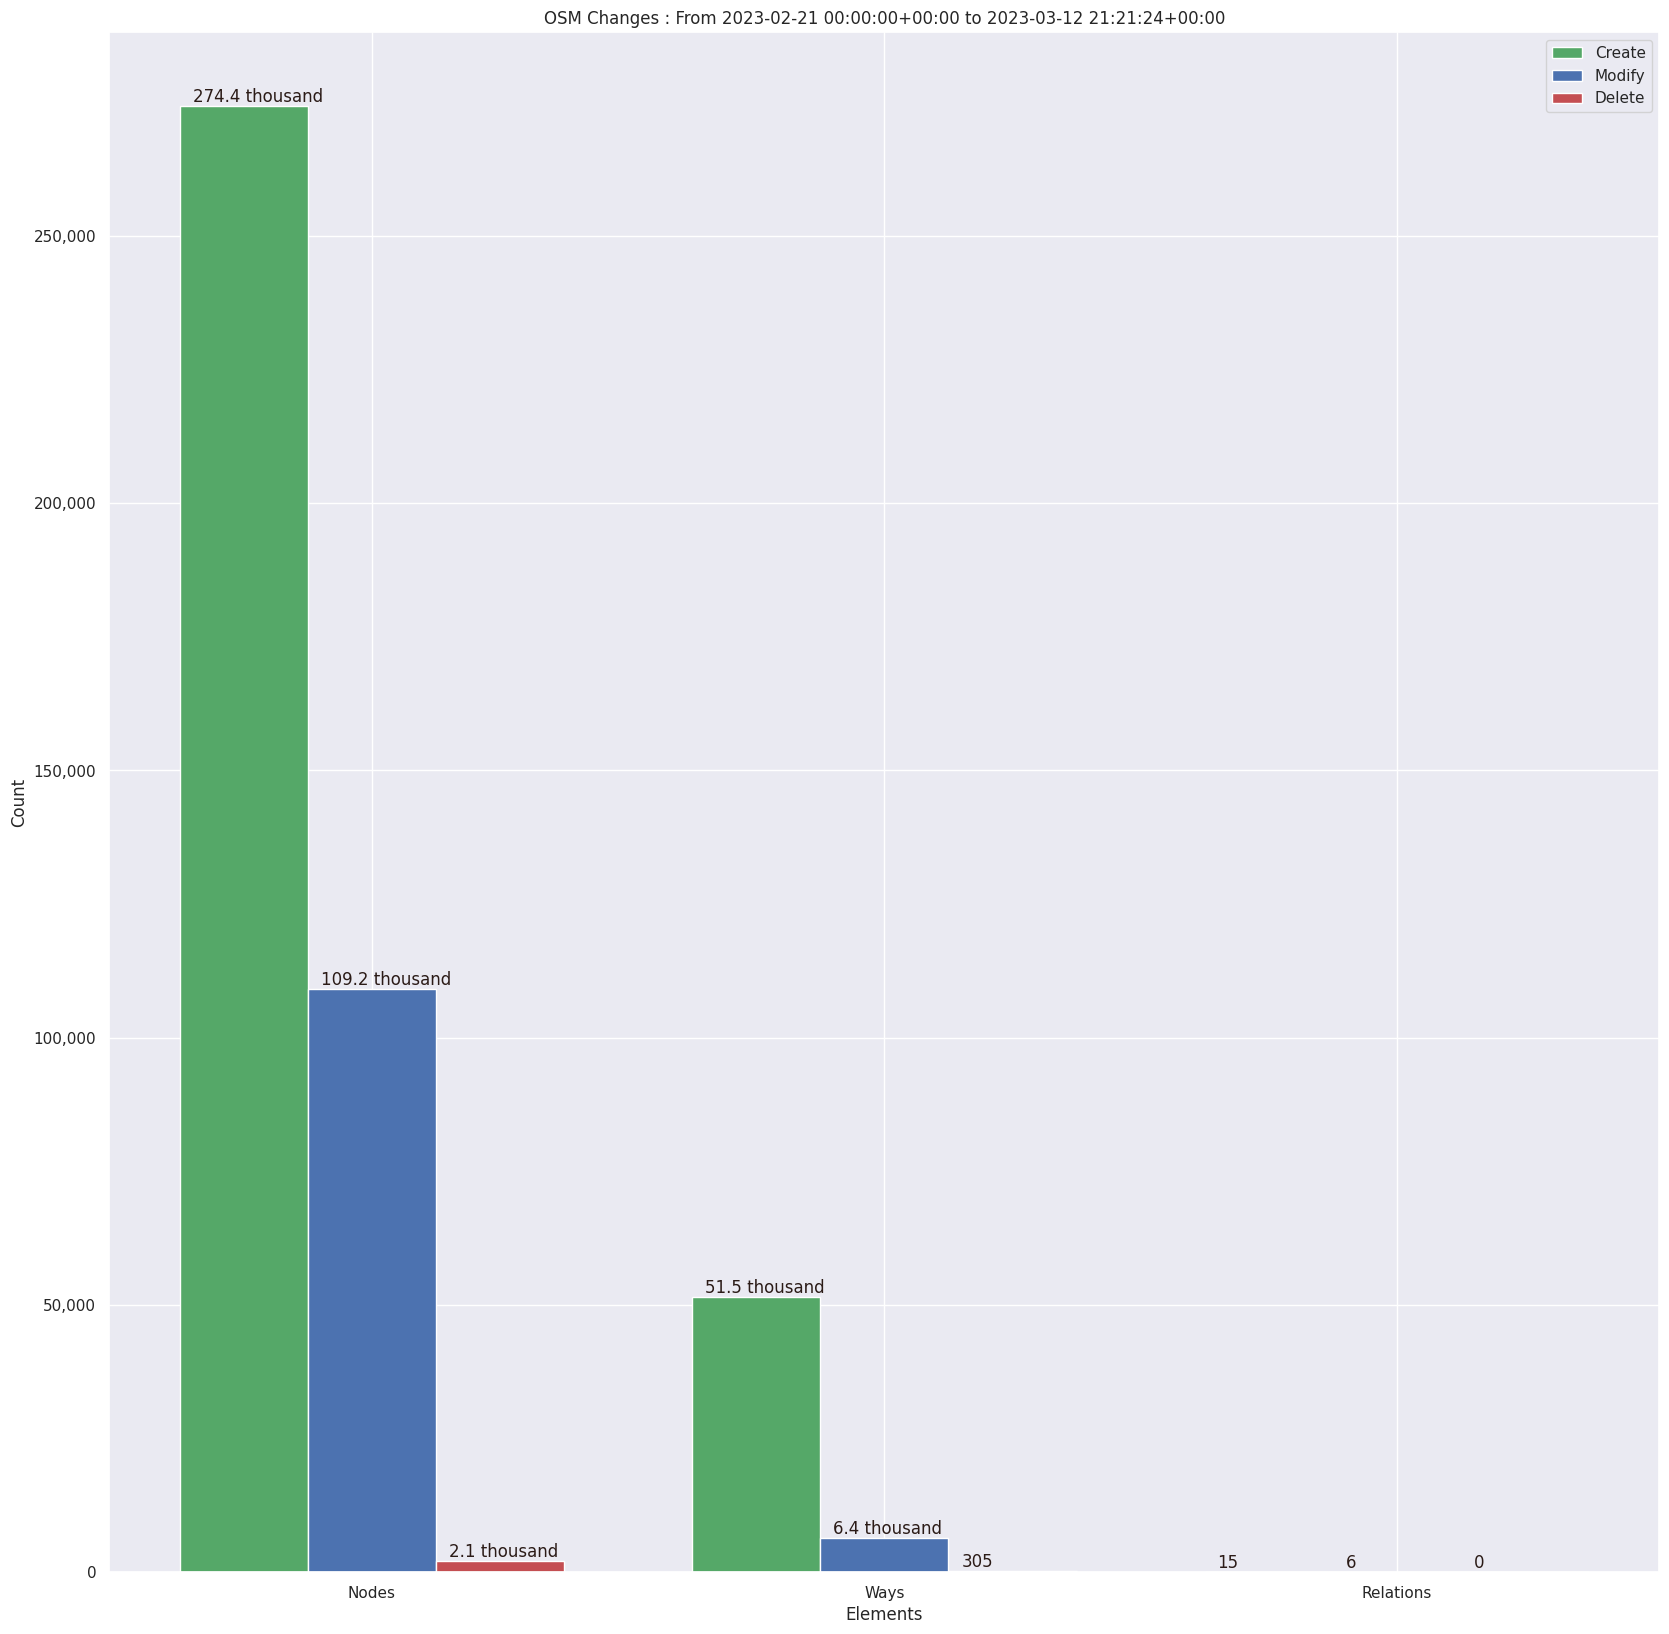 OSM Changes : From 2023-02-21 00:00:00+00:00 to 2023-03-12 21:21:24+00:00
Create
Modify
Delete
274.4 thousand
250,000
200,000
150,000
Count
109.2 thousand
100,000
51.5 thousand
50,000
6.4 thousand
2.1 thousand
305
15
6
0
0
Nodes
Ways
Relations
Elements